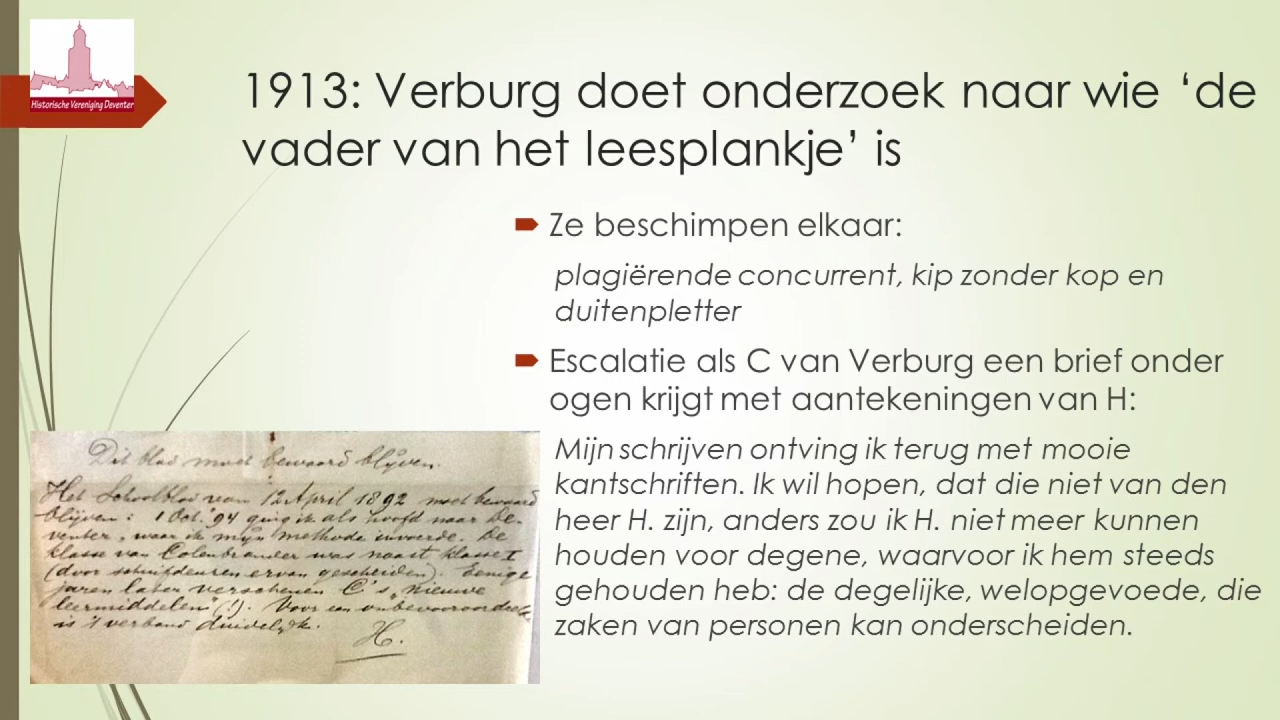 Historische Vereniging Deventer
1913: Verburg doet onderzoek naar wie ‘de
vader van het leesplankje’ is
Ze beschimpen elkaar:
plagiërende concurrent, kip zonder kop en
duitenpletter
Escalatie als C van Verburg een brief onder
ogen krijgt met aantekeningen van H:
Mijn schrijven ontving ik terug met mooie
kantschriften. Ik wil hopen, dat die niet van den
heer H. zijn, anders zou ik H. niet meer kunnen
houden voor degene, waarvoor ik hem steeds
gehouden heb: de degelijke, welopgevoede, die
zaken van personen kan onderscheiden.
Dit blad moet bewaard blijven.
Het Schoolblad van 12 April 1892 moet bewaard
blijven: 1 Oct. '94 ging ik als hoofd naar De-
venter, waar ik mijn methode invoerde. De
klasse van Colenbrander was naast klasse I
(door schuifdeuren ervan gescheiden). Eenige
jaren later verschenen C's „nieuwe
leermiddelen" (!). Voor een onbevooroordeelde
is 't verband duidelijk.
H.